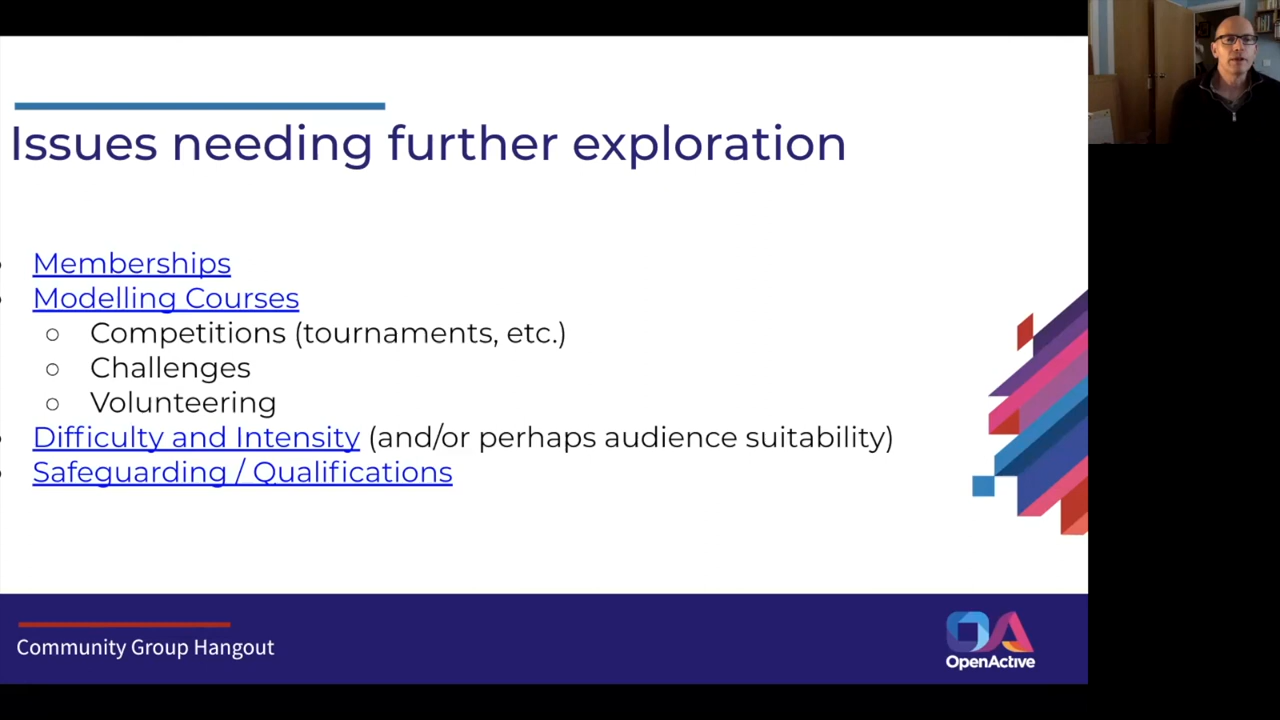 Issues needing further exploration
Memberships
Modelling Courses
○ Competitions (tournaments, etc.)
○ Challenges
○ Volunteering
Difficulty and Intensity (and/or perhaps audience suitability)
Safeguarding / Qualifications
Community Group Hangout
OA
OpenActive